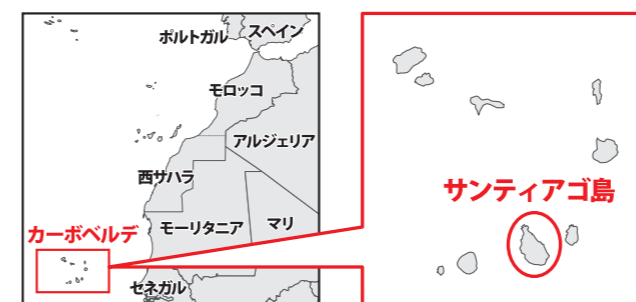 ポルトガル
スペイン
モロッコ
アルジェリア
西サハラ
サンティアゴ島
カーボベルデ
モーリタニア
マリ
セネガル